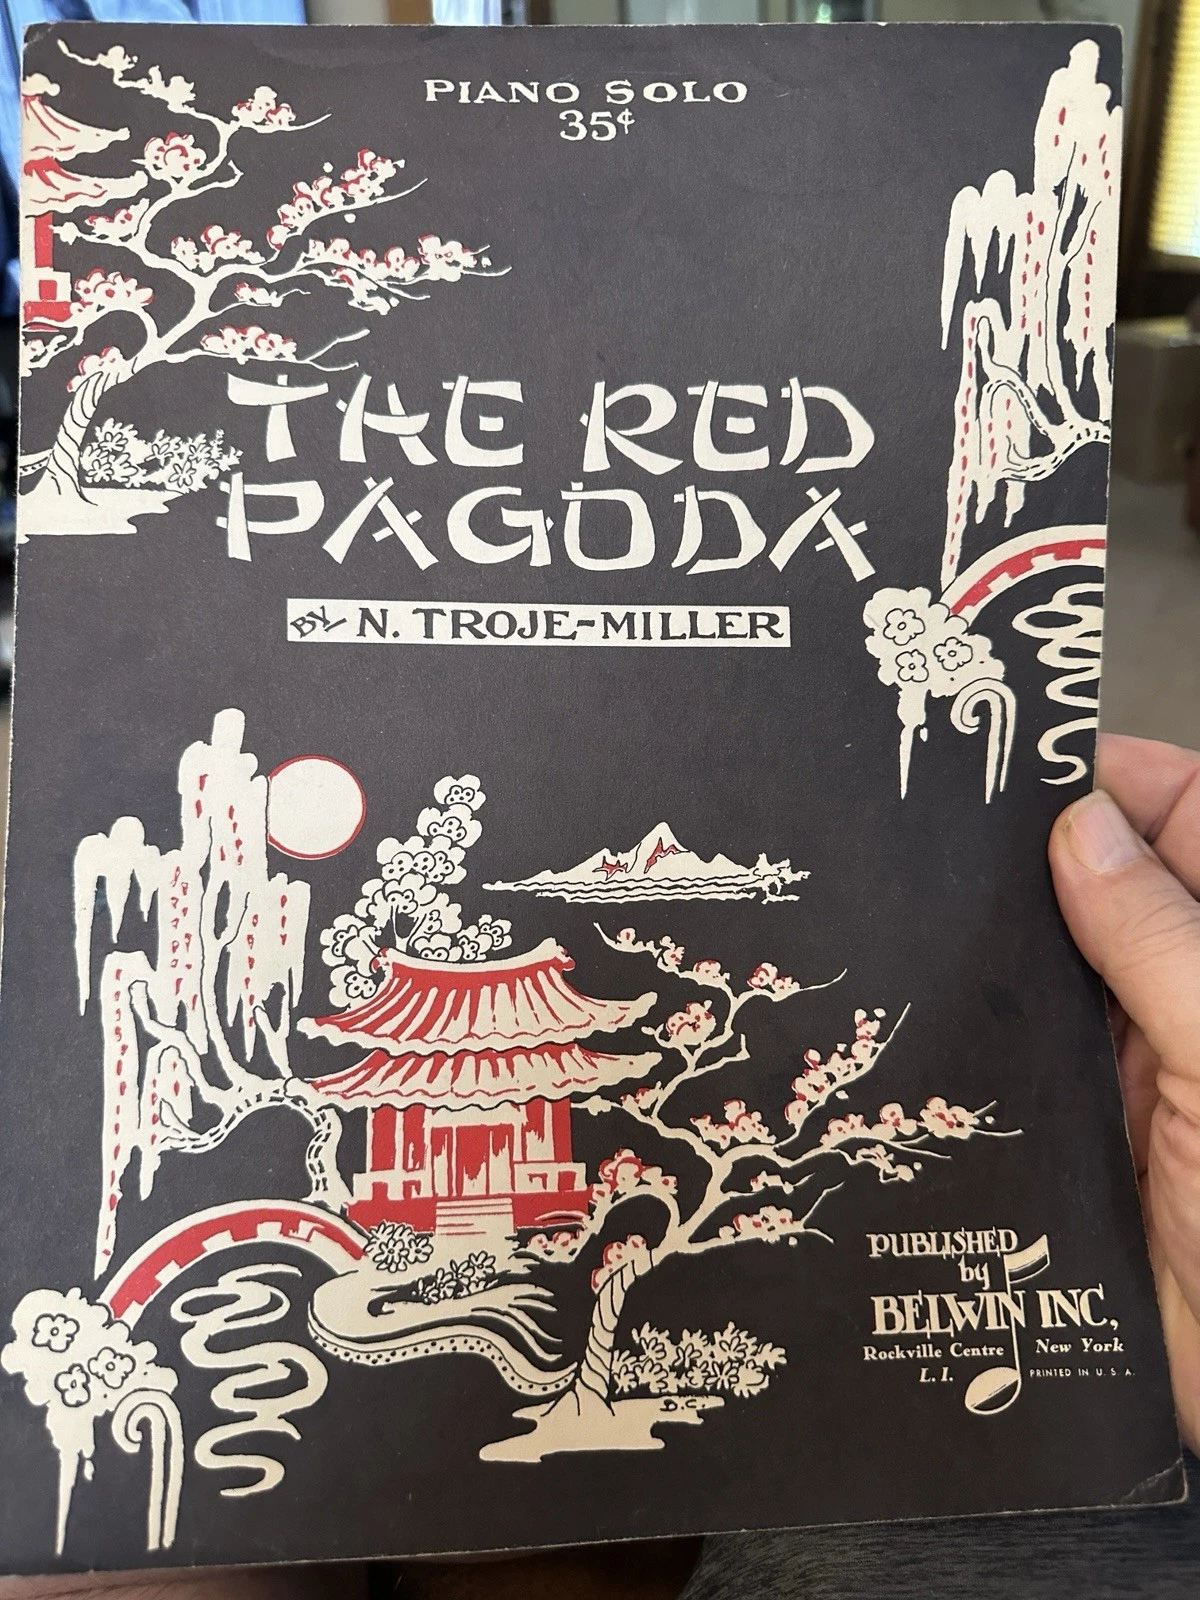 PIANO SOLO
35¢
THE RED
PAGODA
BY N. TROJE-MILLER
D.C.
PUBLISHED
by
BELWIN INC,
Rockville Centre New York
L. I.
PRINTED IN U. S. A.